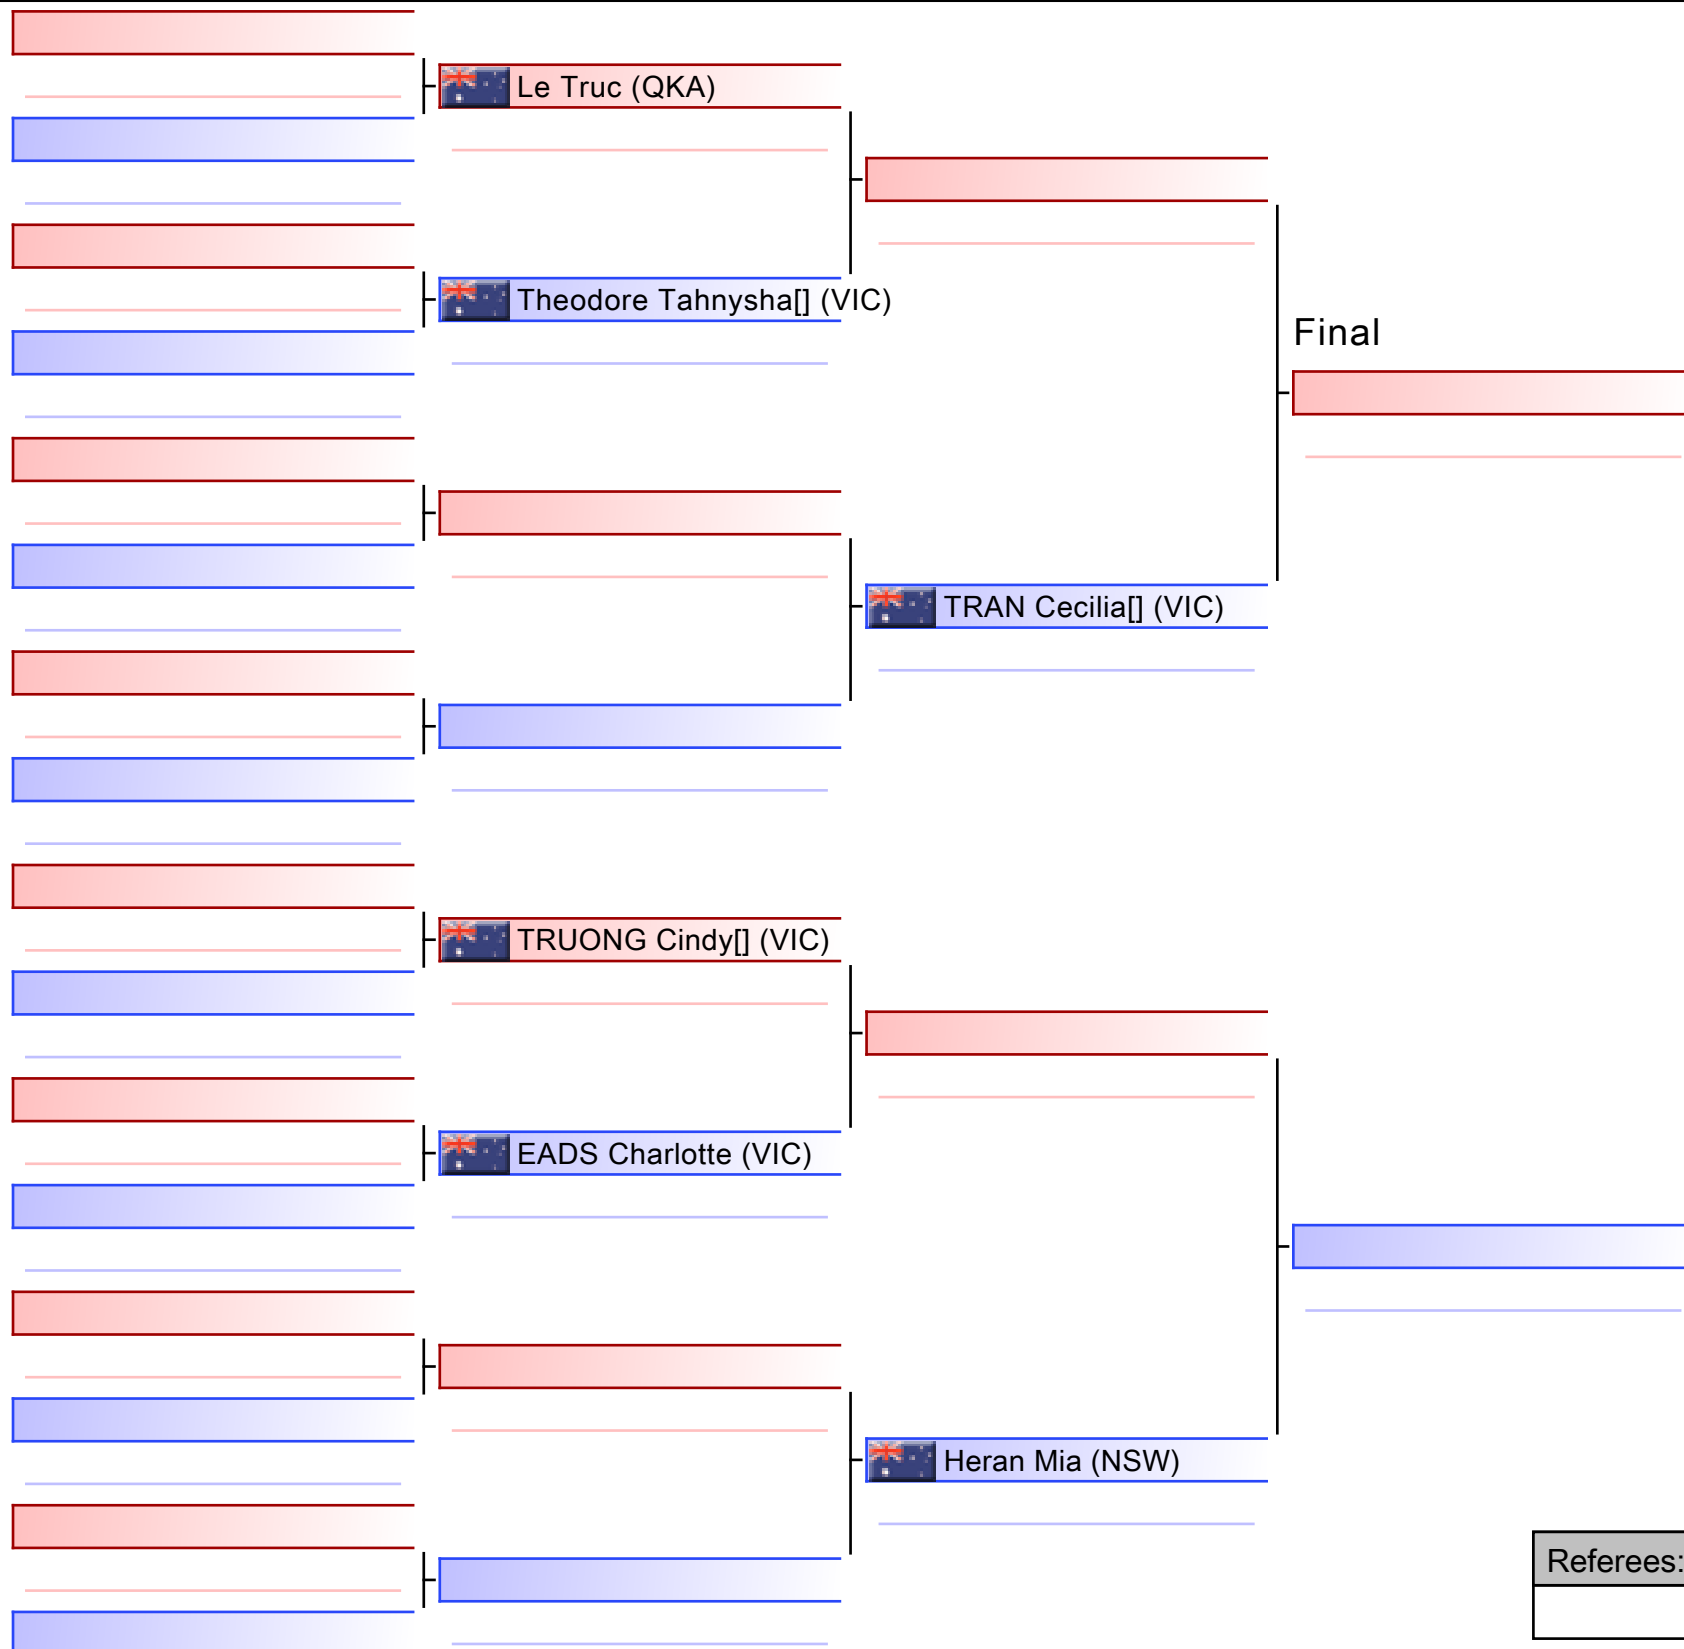 Le Truc (QKA)
Theodore Tahnysha[] (VIC)
Final
TRAN Cecilia[] (VIC)
TRUONG Cindy[] (VIC)
EADS Charlotte (VIC)
Heran Mia (NSW)
Referees: